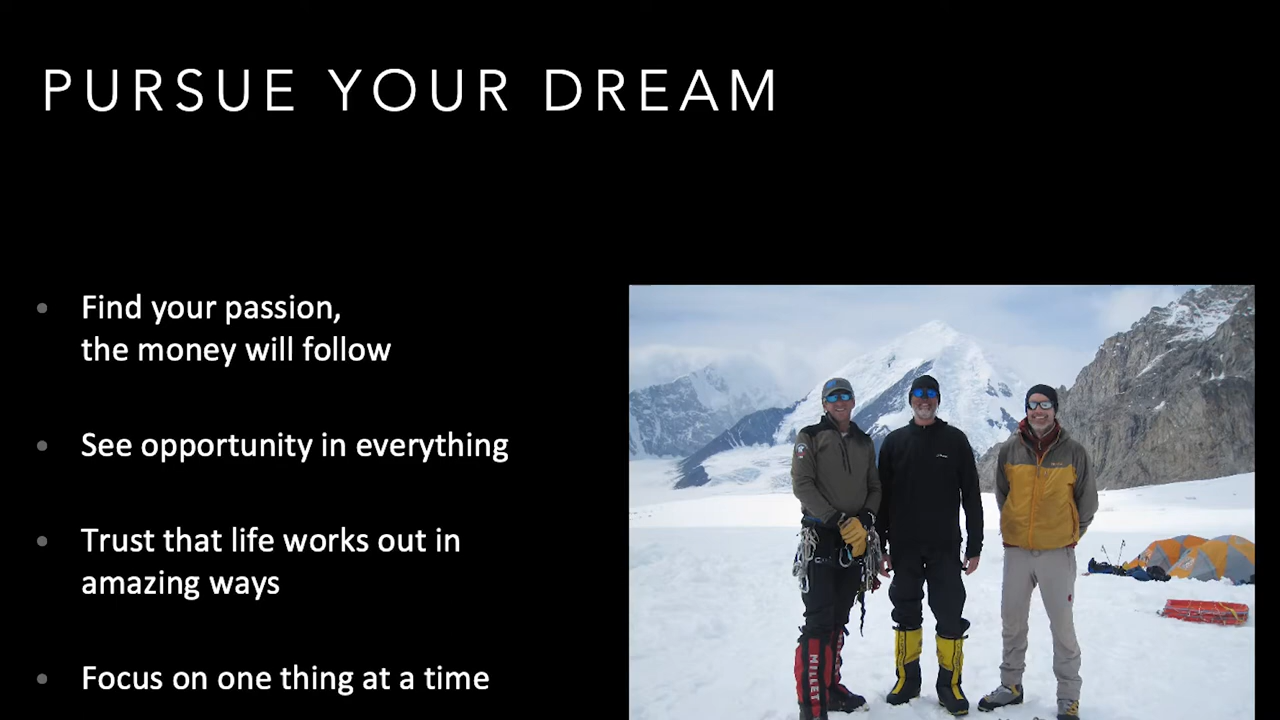 PURSUE YOUR DREAM
Find your passion,
the money will follow
See opportunity in everything
Trust that life works out in
amazing ways
Focus on one thing at a time
MILLET